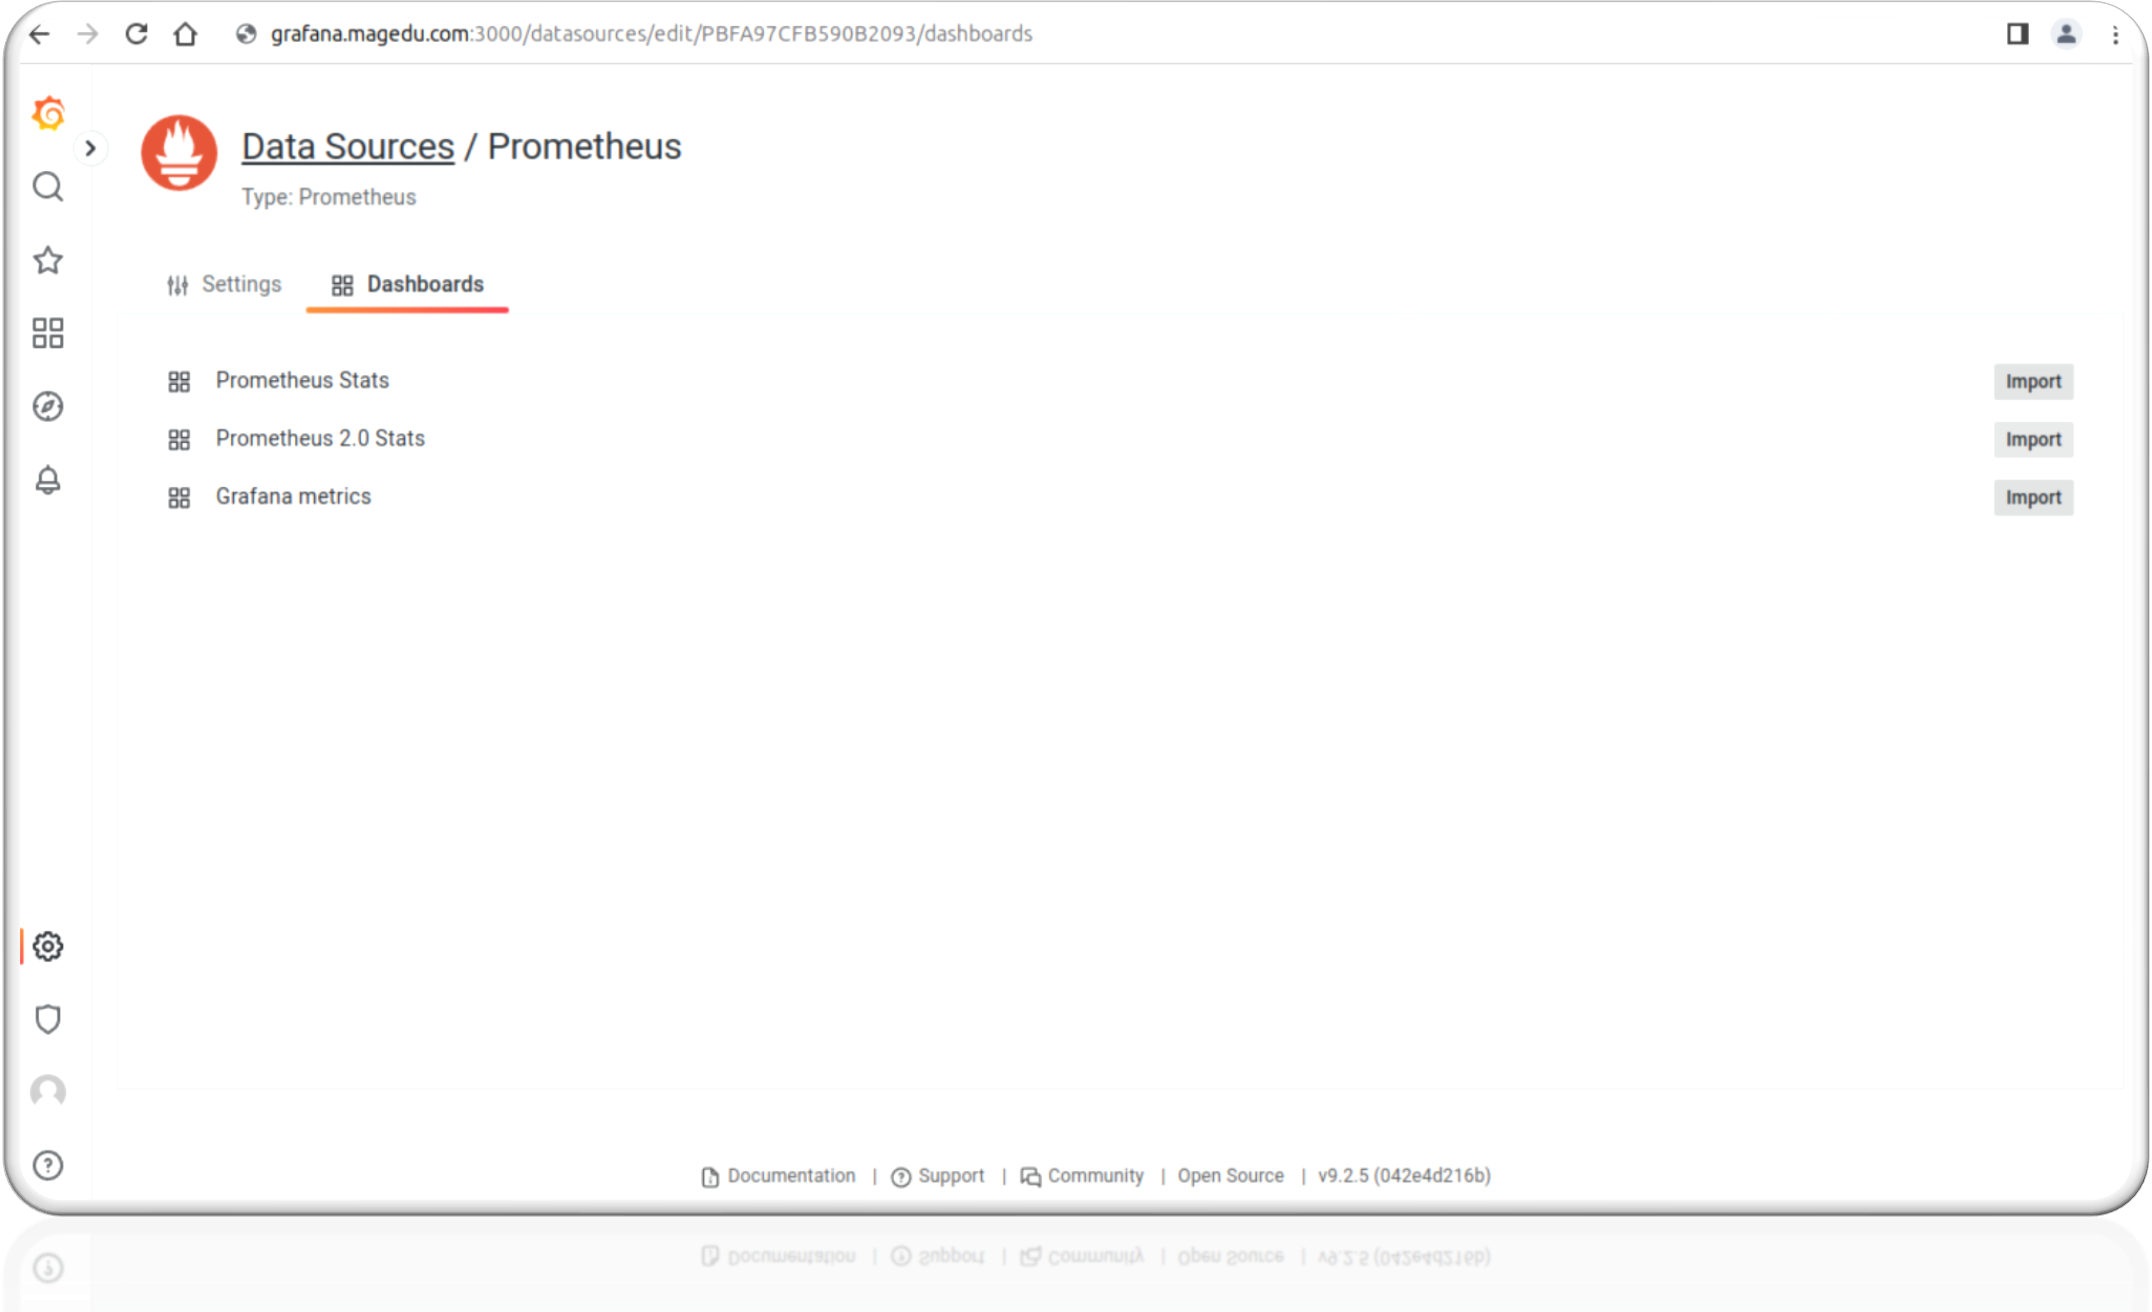 grafana.magedu.com:3000/datasources/edit/PBFA97CFB590B2093/dashboards
Data Sources / Prometheus
Type: Prometheus
Settings Dashboards
Prometheus Stats Import
Prometheus 2.0 Stats Import
Grafana metrics Import
Documentation | Support | Community | Open Source | v9.2.5 (042e4d216b)